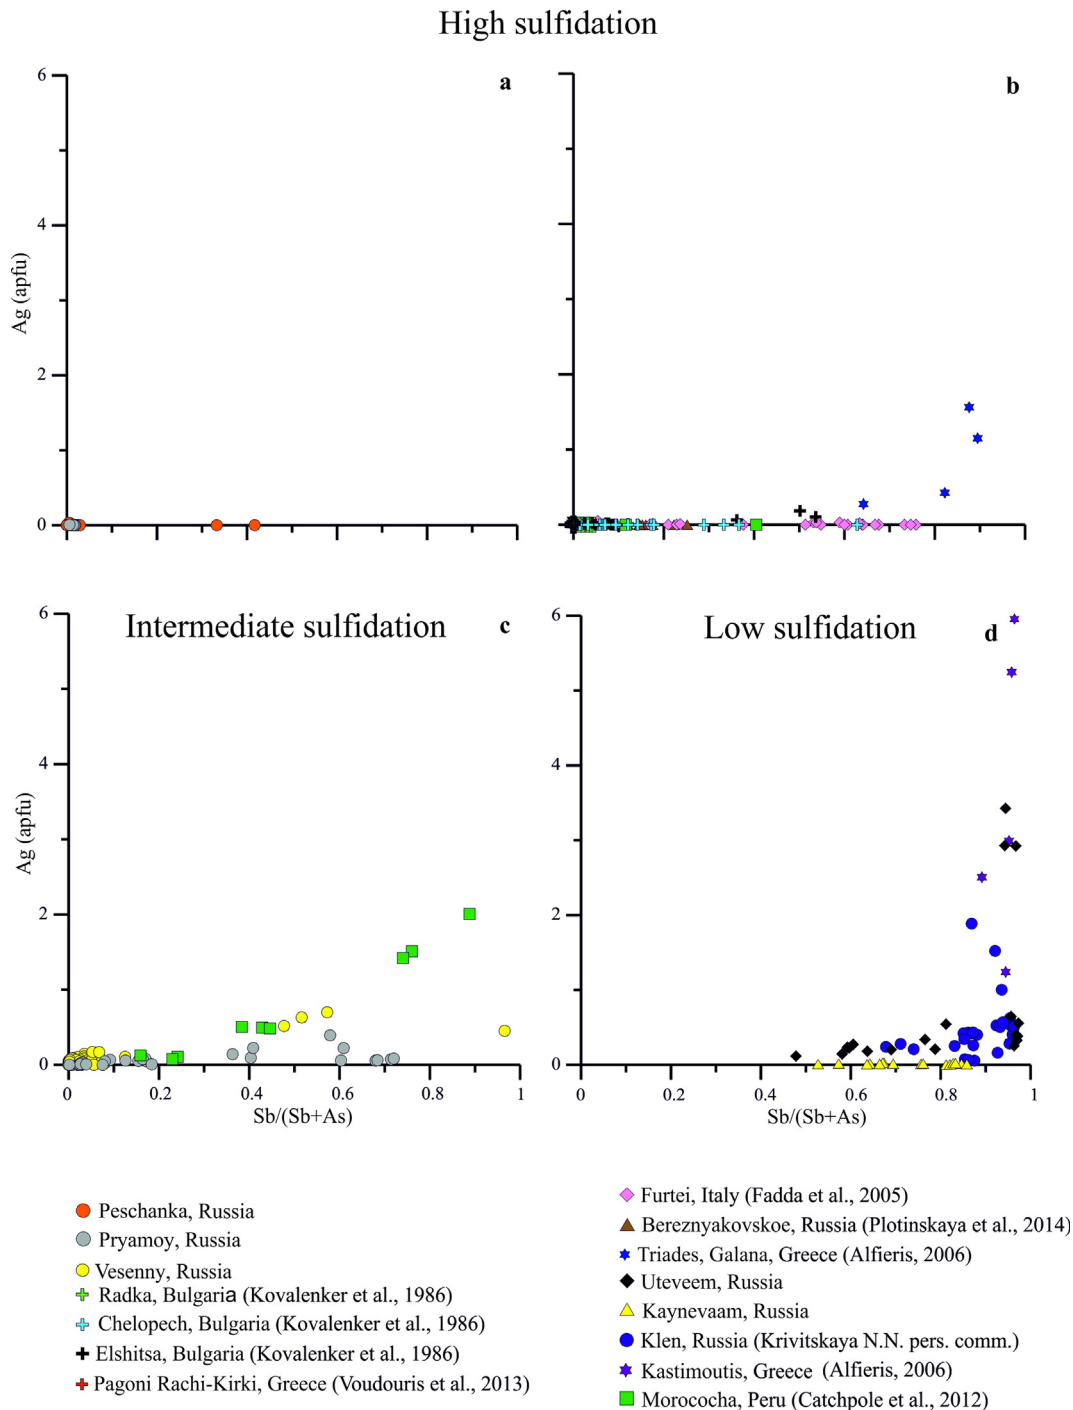 High sulfidation
a
b
6
4
2
0
Ag (apfu)
Intermediate sulfidation
c
Low sulfidation
d
6
4
2
0
Ag (apfu)
6
4
2
0
0 0.2 0.4 0.6 0.8 1
Sb/(Sb+As)
0 0.2 0.4 0.6 0.8 1
Sb/(Sb+As)
Peschanka, Russia
Pryamoy, Russia
Vesenny, Russia
Radka, Bulgaria (Kovalenker et al., 1986)
Chelopech, Bulgaria (Kovalenker et al., 1986)
Elshitsa, Bulgaria (Kovalenker et al., 1986)
Pagoni Rachi-Kirki, Greece (Voudouris et al., 2013)
Furtei, Italy (Fadda et al., 2005)
Bereznyakovskoe, Russia (Plotinskaya et al., 2014)
Triades, Galana, Greece (Alfieris, 2006)
Uteveem, Russia
Kaynevaam, Russia
Klen, Russia (Krivitskaya N.N. pers. comm.)
Kastimoutis, Greece (Alfieris, 2006)
Morococha, Peru (Catchpole et al., 2012)